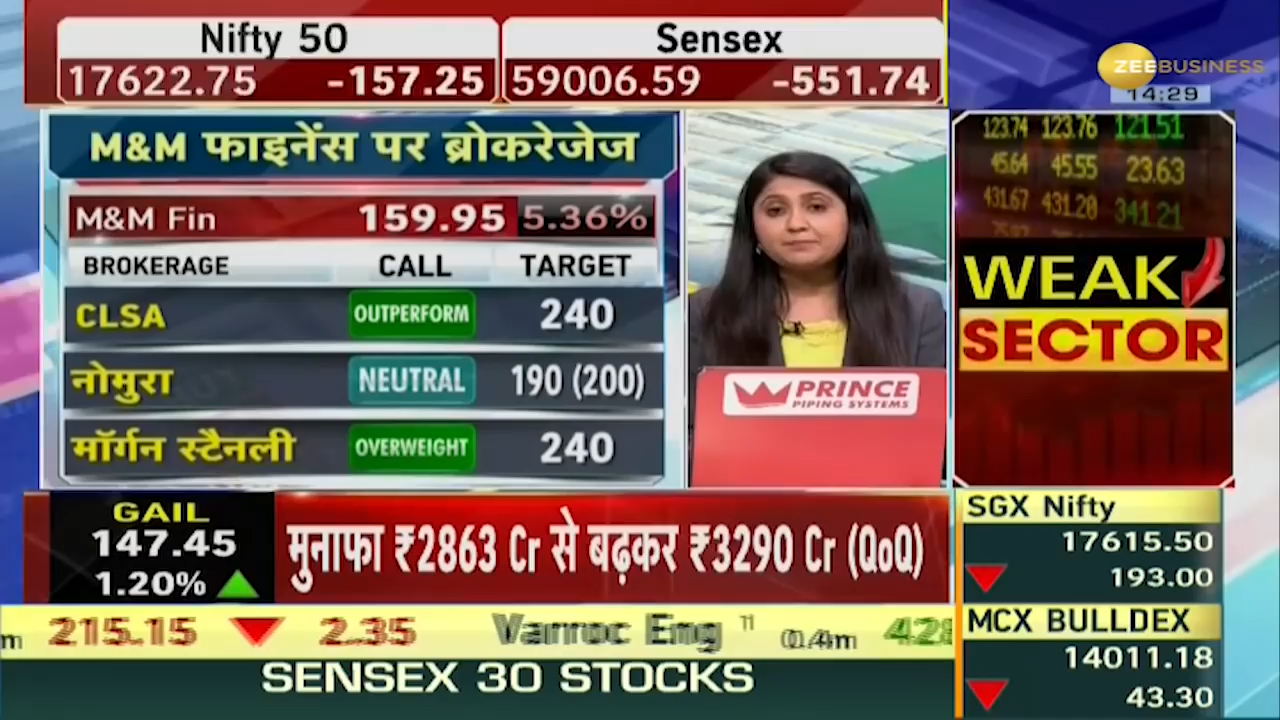 Nifty 50
17622.75 -157.25
Sensex
59006.59 -551.74
ZEEBUSINESS
14:29
M&M फाइनेंस पर ब्रोकरेजेज
M&M Fin 159.95 5.36%
BROKERAGE CALL TARGET
CLSA OUTPERFORM 240
नोमुरा NEUTRAL 190 (200)
मॉर्गन स्टैनली OVERWEIGHT 240
PRINCE
PIPING SYSTEMS
123.74 123.76 121.51
45.64 45.55 23.63
431.67 431.20 341.21
WEAK
SECTOR
GAIL
147.45
1.20%
मुनाफा ₹2863 Cr से बढ़कर ₹3290 Cr (QoQ)
SGX Nifty
17615.50
193.00
MCX BULLDEX
14011.18
43.30
m 215.15 2.35 Varroc Eng 11 0.4m 428
SENSEX 30 STOCKS